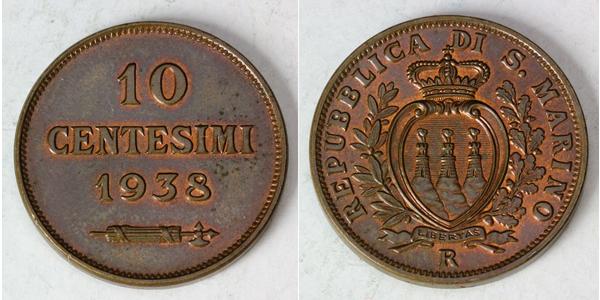 10
CENTESIMI
1938
REPUBBLICA DI S. MARINO
LIBERTAS
R